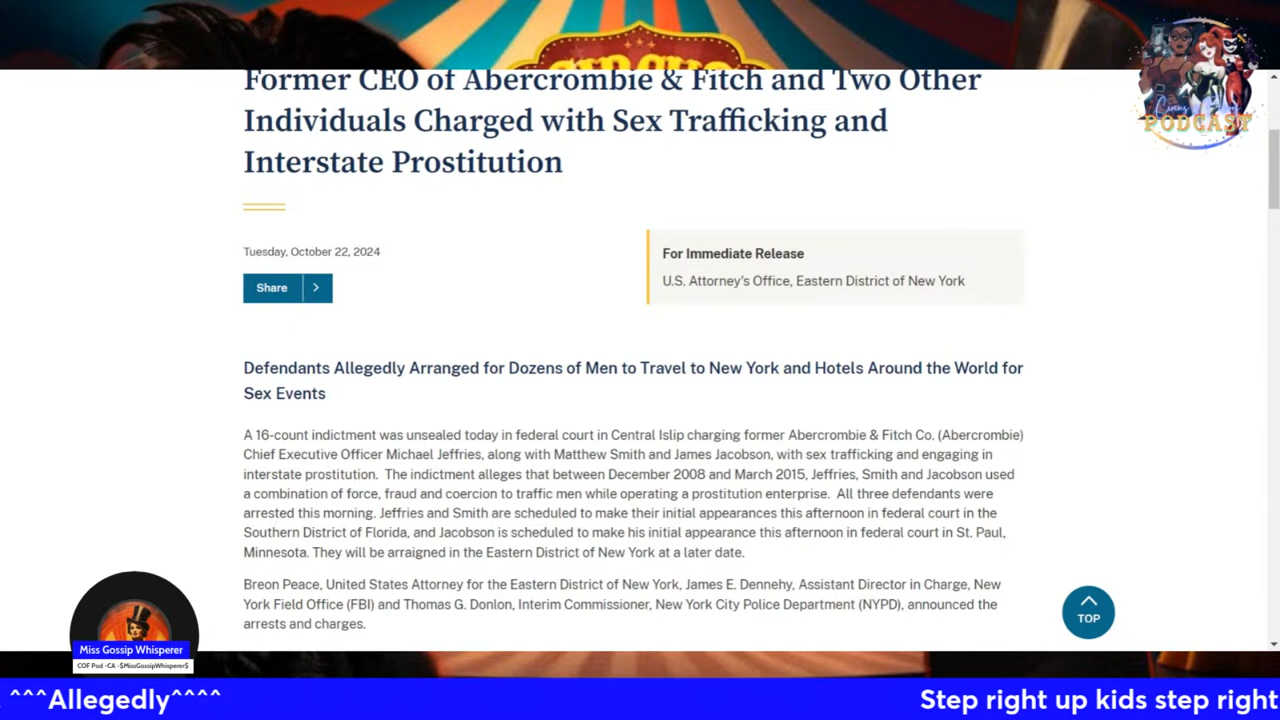 Former CEO of Abercrombie & Fitch and Two Other
Individuals Charged with Sex Trafficking and
Interstate Prostitution
Tuesday, October 22, 2024
For Immediate Release
U.S. Attorney's Office, Eastern District of New York
Share
Defendants Allegedly Arranged for Dozens of Men to Travel to New York and Hotels Around the World for
Sex Events
A 16-count indictment was unsealed today in federal court in Central Islip charging former Abercrombie & Fitch Co. (Abercrombie)
Chief Executive Officer Michael Jeffries, along with Matthew Smith and James Jacobson, with sex trafficking and engaging in
interstate prostitution.  The indictment alleges that between December 2008 and March 2015, Jeffries, Smith and Jacobson used
a combination of force, fraud and coercion to traffic men while operating a prostitution enterprise.  All three defendants were
arrested this morning. Jeffries and Smith are scheduled to make their initial appearances this afternoon in federal court in the
Southern District of Florida, and Jacobson is scheduled to make his initial appearance this afternoon in federal court in St. Paul,
Minnesota. They will be arraigned in the Eastern District of New York at a later date.
Breon Peace, United States Attorney for the Eastern District of New York, James E. Dennehy, Assistant Director in Charge, New
York Field Office (FBI) and Thomas G. Donlon, Interim Commissioner, New York City Police Department (NYPD), announced the
arrests and charges.
TOP
PODCAST
Miss Gossip Whisperer
COF Pod -CA -$MissGossipWhisperer$
^^^Allegedly^^^^
Step right up kids step right